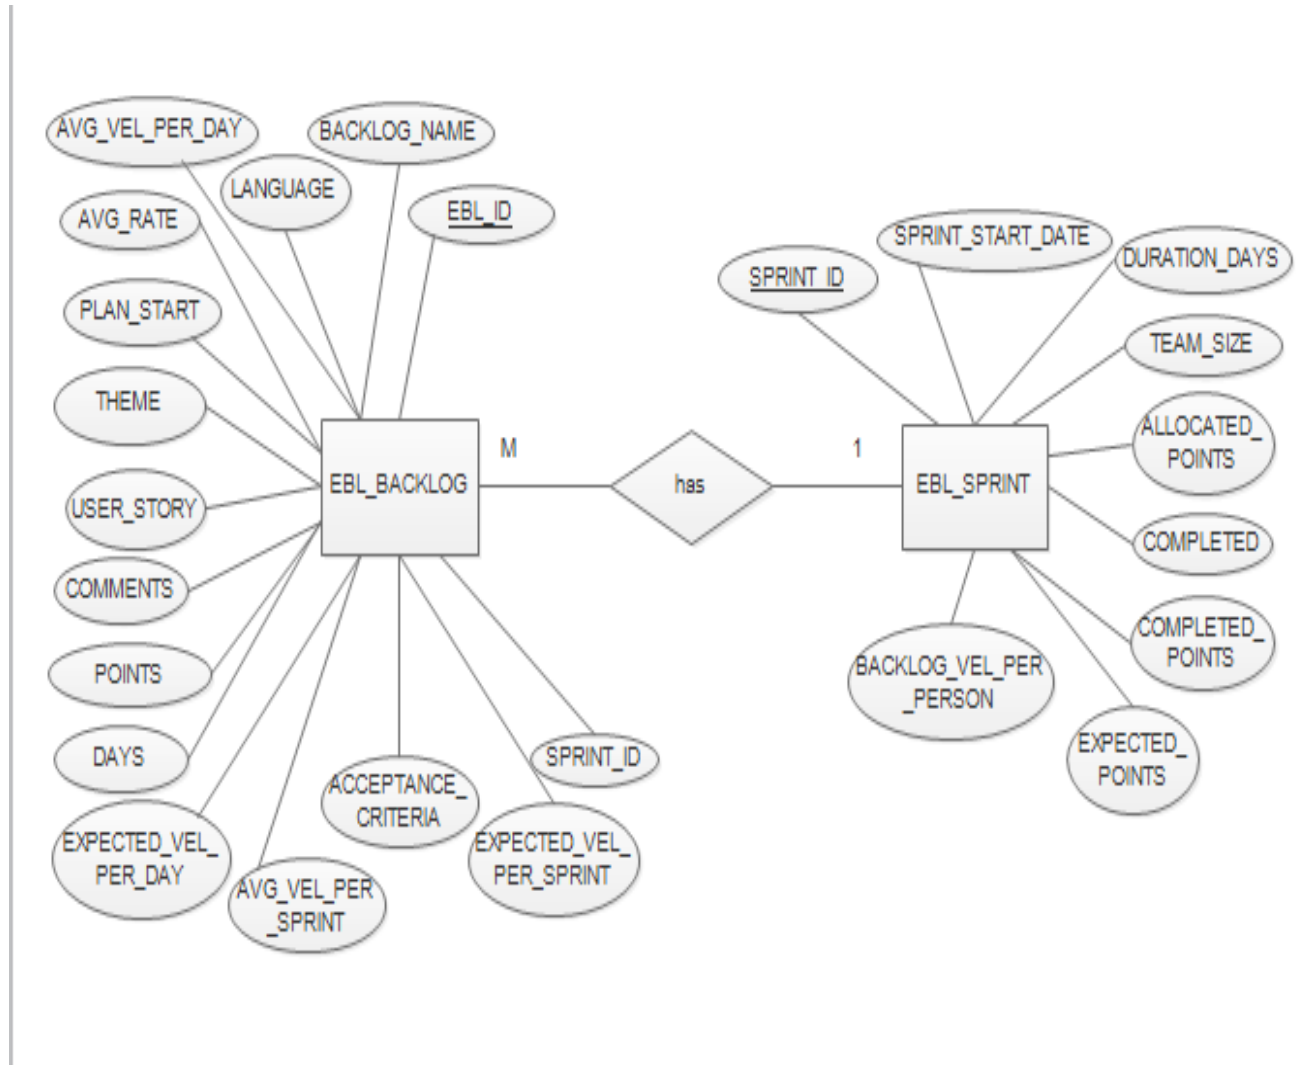 AVG_VEL_PER_DAY
BACKLOG_NAME
LANGUAGE
EBL_ID
AVG_RATE
PLAN_START
THEME
USER_STORY
COMMENTS
POINTS
DAYS
EXPECTED_VEL_
PER_DAY
AVG_VEL_PER
_SPRINT
ACCEPTANCE_
CRITERIA
EXPECTED_VEL_
PER_SPRINT
SPRINT_ID
EBL_BACKLOG
M
has
1
EBL_SPRINT
SPRINT_ID
SPRINT_START_DATE
DURATION_DAYS
TEAM_SIZE
ALLOCATED_
POINTS
COMPLETED
COMPLETED_
POINTS
EXPECTED_
POINTS
BACKLOG_VEL_PER
_PERSON